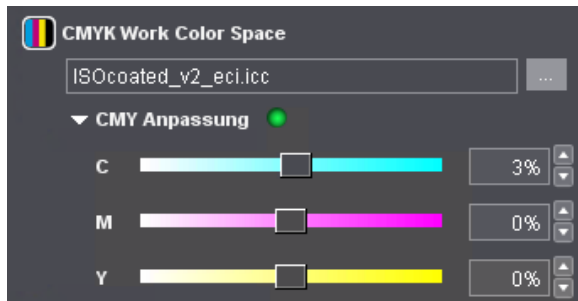 CMYK Work Color Space
ISOcoated_v2_eci.icc ...
CMY Anpassung
C 3%
M 0%
Y 0%